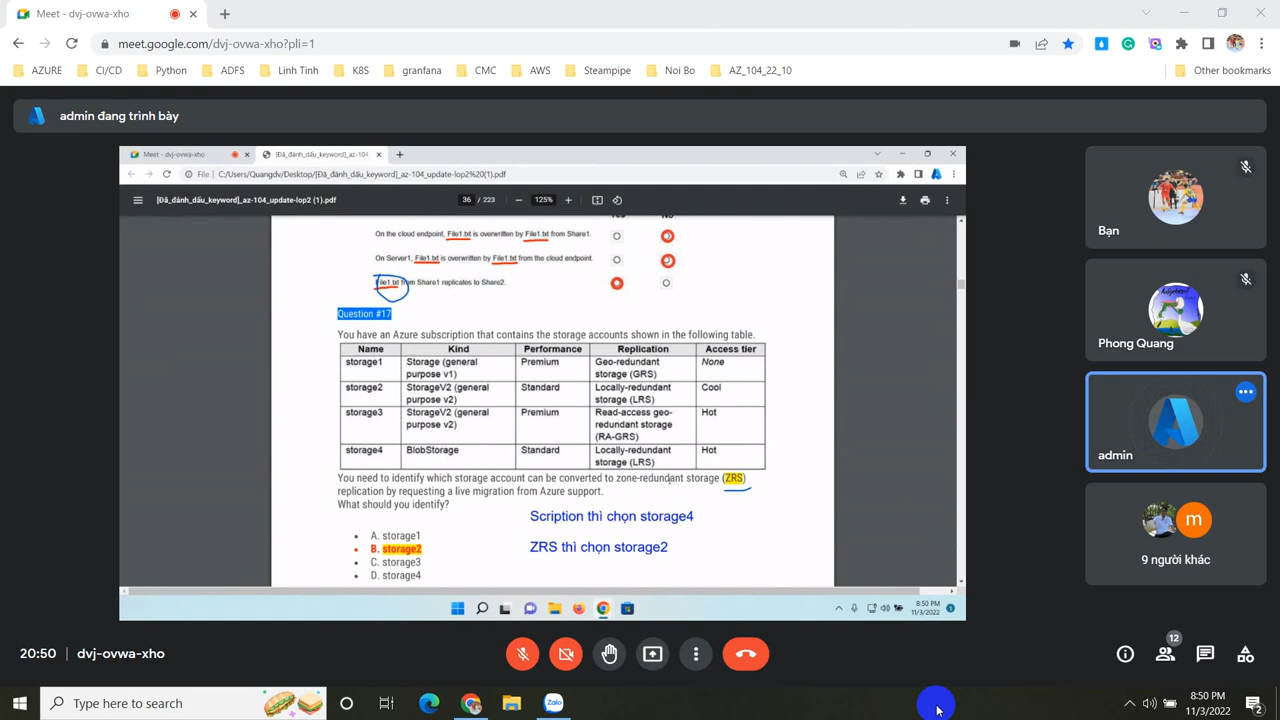 Meet - dvj-ovwa-xho
meet.google.com/dvj-ovwa-xho?pli=1
AZURE CI/CD Python ADFS Linh Tinh K8S granfana CMC AWS Steampipe Noi Bo AZ_104_22_10 Other bookmarks
admin đang trình bày
Meet - dvj-ovwa-xho [Đã_đánh_dấu_keyword]_az-104
File C:/Users/Quangdv/Desktop/[Đã_đánh_dấu_keyword]_az-104_update-lop2%20(1).pdf
[Đã_đánh_dấu_keyword]_az-104_update-lop2 (1).pdf 36 / 223 125%
On the cloud endpoint, File1.txt is overwritten by File1.txt from Share1.
On Server1, File1.txt is overwritten by File1.txt from the cloud endpoint.
File1.txt from Share1 replicates to Share2.
Question #17
You have an Azure subscription that contains the storage accounts shown in the following table.
Name Kind Performance Replication Access tier
storage1 Storage (general purpose v1) Premium Geo-redundant storage (GRS) None
storage2 StorageV2 (general purpose v2) Standard Locally-redundant storage (LRS) Cool
storage3 StorageV2 (general purpose v2) Premium Read-access geo-redundant storage (RA-GRS) Hot
storage4 BlobStorage Standard Locally-redundant storage (LRS) Hot
You need to identify which storage account can be converted to zone-redundant storage (ZRS)
replication by requesting a live migration from Azure support.
What should you identify?
Scription thì chọn storage4
A. storage1
ZRS thì chọn storage2
B. storage2
C. storage3
D. storage4
8:50 PM
11/3/2022
Bạn
Phong Quang
admin
m
9 người khác
20:50 | dvj-ovwa-xho
12
Type here to search
Zalo
8:50 PM
11/3/2022
2